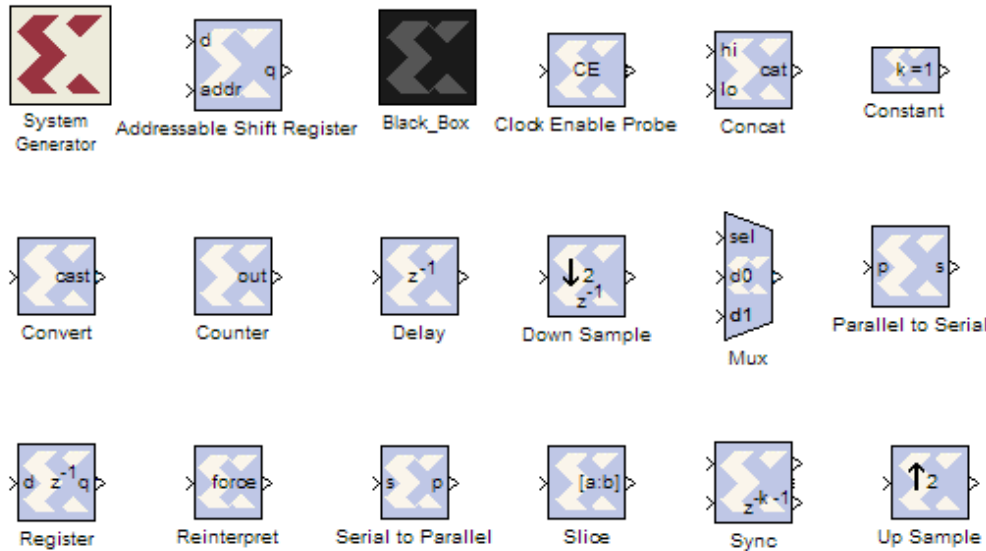 d
q
addr
CE
hi
cat
lo
k =1
System
Generator
Addressable Shift Register
Black_Box
Clock Enable Probe
Concat
Constant
cast
out
z-1
↓2
z-1
sel
d0
d1
p s
Convert
Counter
Delay
Down Sample
Mux
Parallel to Serial
d z-1 q
force
s p
[a:b]
z-k -1
↑2
Register
Reinterpret
Serial to Parallel
Slice
Sync
Up Sample